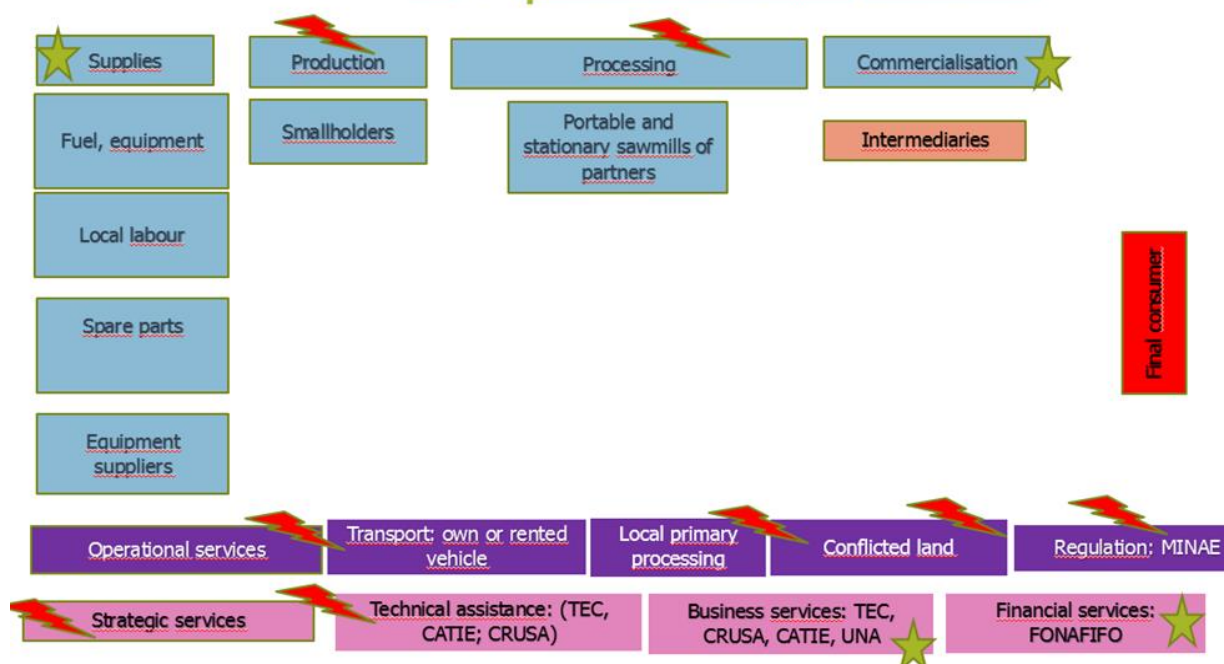 Supplies
Production
Processing
Commercialisation
Fuel, equipment
Smallholders
Portable and
stationary sawmills of
partners
Intermediaries
Local labour
Final consumer
Spare parts
Equipment
suppliers
Operational services
Transport: own or rented
vehicle
Local primary
processing
Conflicted land
Regulation: MINAE
Strategic services
Technical assistance: (TEC,
CATIE; CRUSA)
Business services: TEC,
CRUSA, CATIE, UNA
Financial services:
FONAFIFO